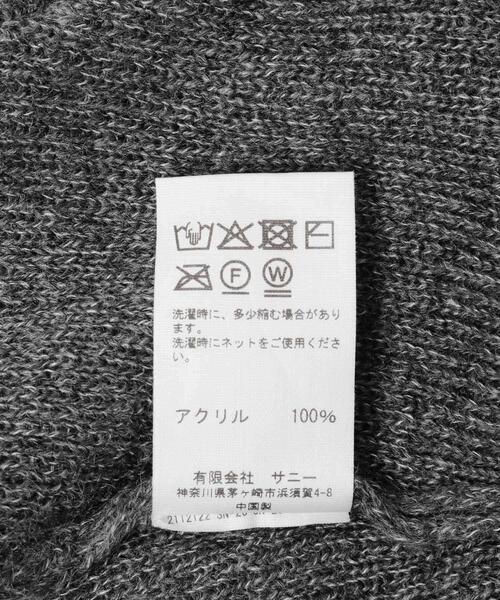 F W
洗濯時に、多少縮む場合があり
ます。
洗濯時にネットをご使用くださ
い。
アクリル 100%
有限会社 サニー
神奈川県茅ヶ崎市浜須賀4-8
中国製